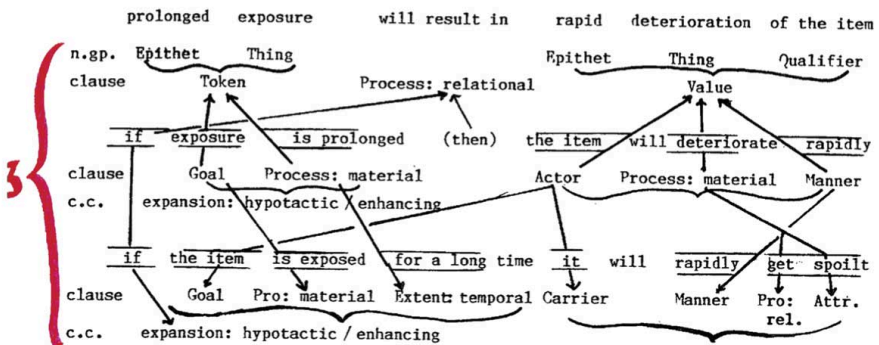 prolonged exposure will result in rapid deterioration of the item
n.gp. Epithet Thing Epithet Thing Qualifier
clause Token Process: relational Value
if exposure is prolonged (then) the item will deteriorate rapidly
3
clause Goal Process: material Actor Process: material Manner
c.c. expansion: hypotactic / enhancing
if the item is exposed for a long time it will rapidly get spoilt
clause Goal Pro: material Extent: temporal Carrier Manner Pro: Attr.
rel.
c.c. expansion: hypotactic / enhancing